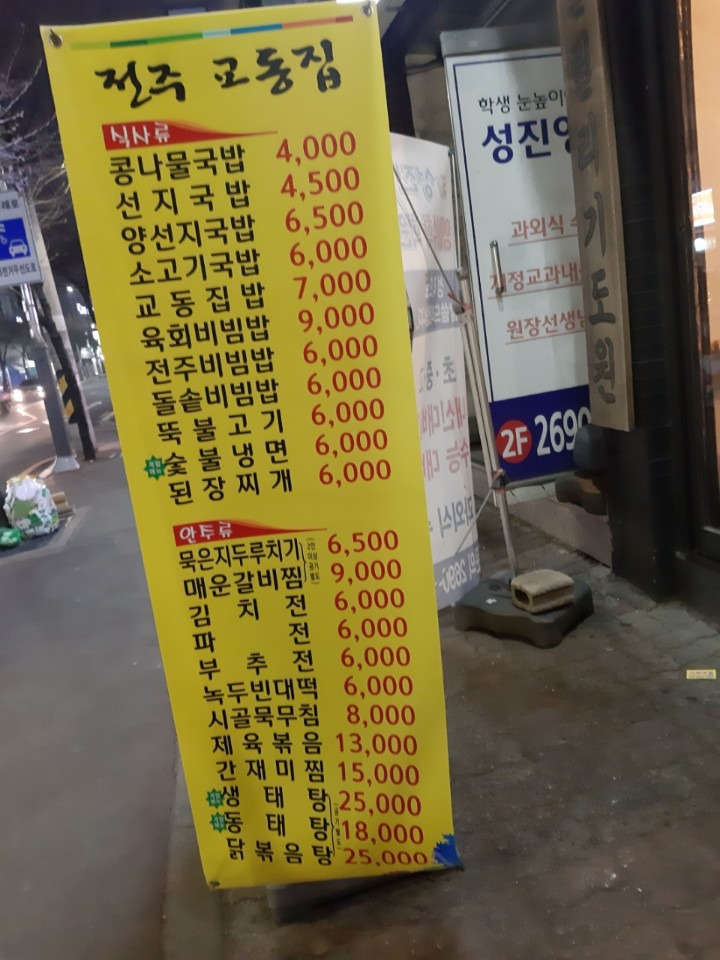 전주 교동집
식사류
콩나물국밥 4,000
선지국밥 4,500
양선지국밥 6,500
소고기국밥 6,000
교동집밥 7,000
육회비빔밥 9,000
전주비빔밥 6,000
돌솥비빔밥 6,000
뚝불고기 6,000
숯불냉면 6,000
된장찌개 6,000
안주류
묵은지두루치기 6,500
매운갈비찜 9,000
김치전 6,000
파전 6,000
부추전 6,000
녹두빈대떡 6,000
시골묵무침 8,000
제육볶음 13,000
간재미찜 15,000
생태탕 25,000
동태탕 18,000
닭볶음탕 25,000
학생 눈높이
성진영
과외식
지정교과내
원장선생님
2F 2690
리기도원